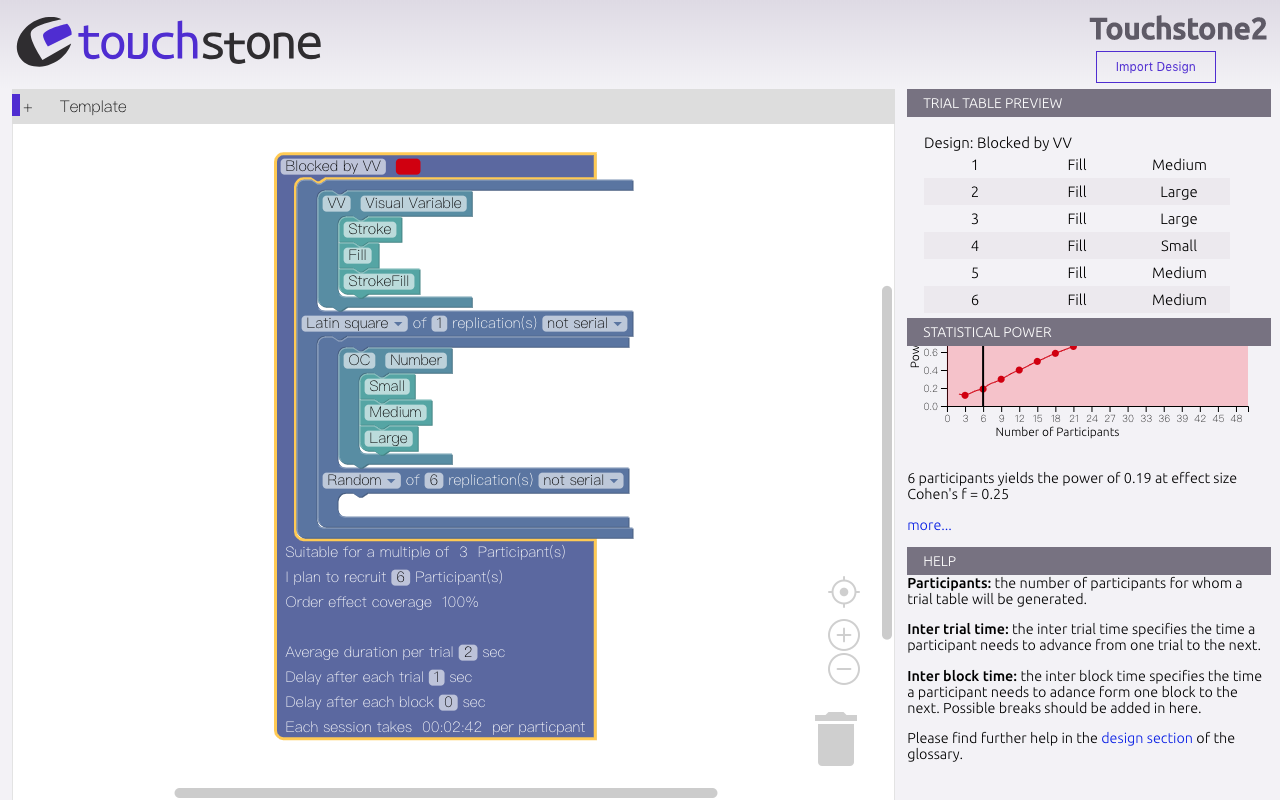 touchstone
Touchstone2
Import Design
+ Template
TRIAL TABLE PREVIEW
Design: Blocked by VV
1 Fill Medium
2 Fill Large
3 Fill Large
4 Fill Small
5 Fill Medium
6 Fill Medium
Blocked by VV
VV Visual Variable
Stroke
Fill
StrokeFill
Latin square of 1 replication(s) not serial
OC Number
Small
Medium
Large
Random of 6 replication(s) not serial
Suitable for a multiple of 3 Participant(s)
I plan to recruit 6 Participant(s)
Order effect coverage 100%
Average duration per trial 2 sec
Delay after each trial 1 sec
Delay after each block 0 sec
Each session takes 00:02:42 per particpant
STATISTICAL POWER
Pow
0.6
0.4
0.2
0.0
0 3 6 9 12 15 18 21 24 27 30 33 36 39 42 45 48
Number of Participants
6 participants yields the power of 0.19 at effect size
Cohen's f = 0.25
more...
HELP
Participants: the number of participants for whom a
trial table will be generated.
Inter trial time: the inter trial time specifies the time a
participant needs to advance from one trial to the next.
Inter block time: the inter block time specifies the time
a participant needs to adance form one block to the
next. Possible breaks should be added in here.
Please find further help in the design section of the
glossary.